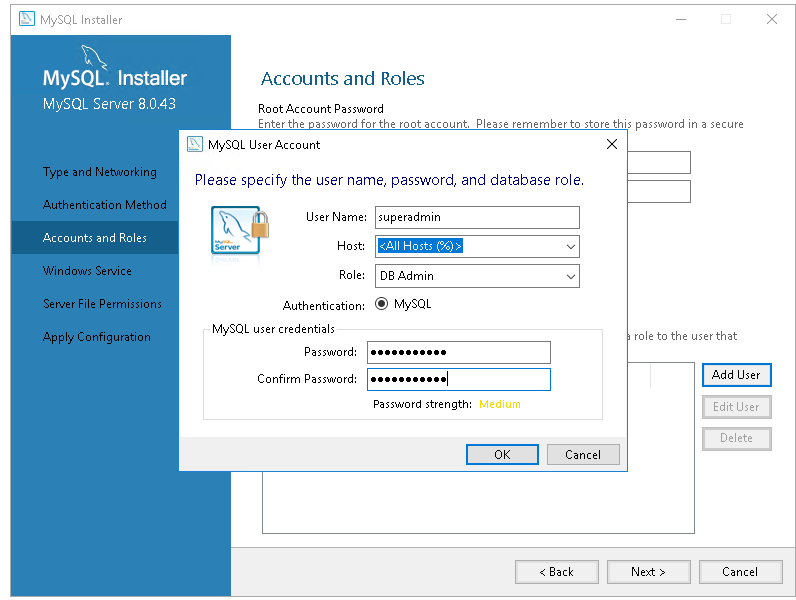 MySQL Installer
MySQL. Installer
MySQL Server 8.0.43
Type and Networking
Authentication Method
Accounts and Roles
Windows Service
Server File Permissions
Apply Configuration
Accounts and Roles
Root Account Password
Enter the password for the root account. Please remember to store this password in a secure
MySQL User Account
Please specify the user name, password, and database role.
MySQL
Server
User Name: superadmin
Host: <All Hosts (%)>
Role: DB Admin
Authentication: MySQL
MySQL user credentials
Password: ●●●●●●●●●●●
Confirm Password: ●●●●●●●●●●●
Password strength: Medium
OK Cancel
a role to the user that
Add User
Edit User
Delete
< Back Next > Cancel